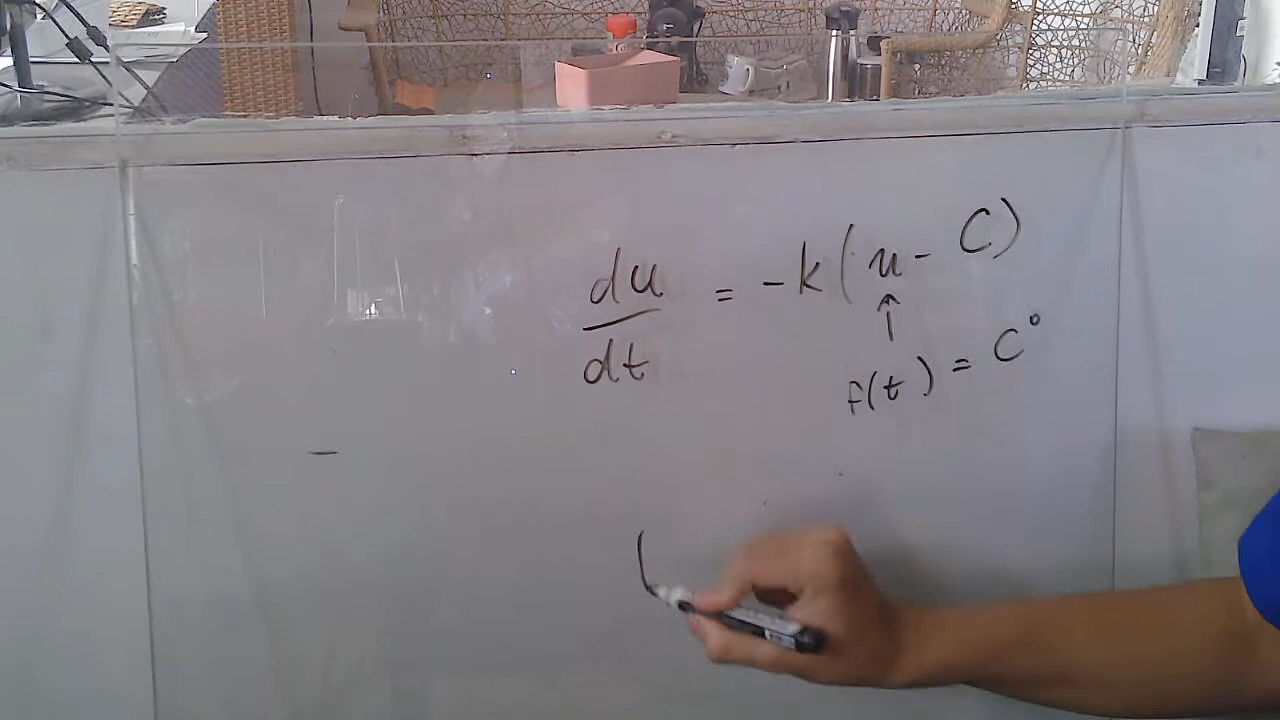 du/dt = -k(u - C)
↑
f(t) = C°